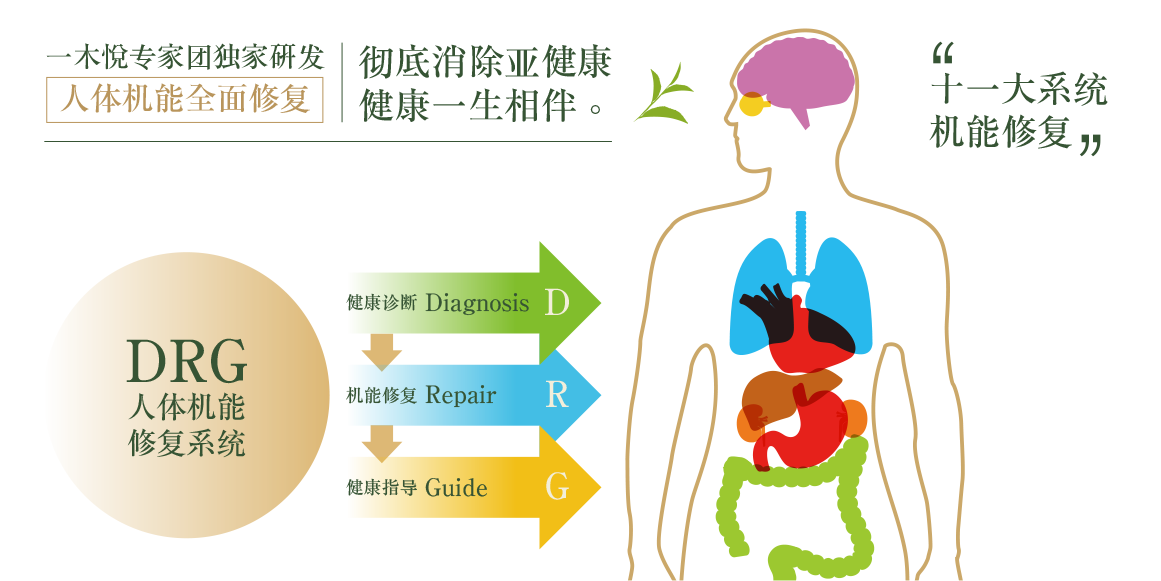 一木悦专家团独家研发
人体机能全面修复
彻底消除亚健康
健康一生相伴。
“
十一大系统
机能修复”
DRG
人体机能
修复系统
健康诊断 Diagnosis D
机能修复 Repair R
健康指导 Guide G